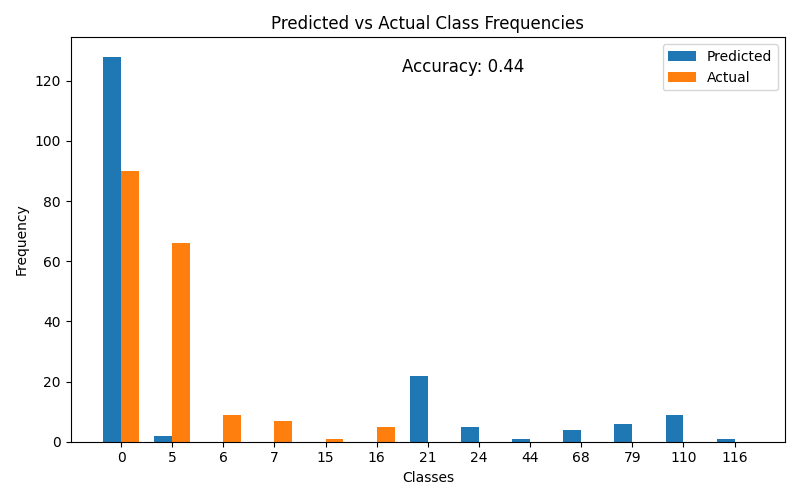 Predicted vs Actual Class Frequencies
Accuracy: 0.44
Predicted
Actual
Frequency
120
100
80
60
40
20
0
0 5 6 7 15 16 21 24 44 68 79 110 116
Classes